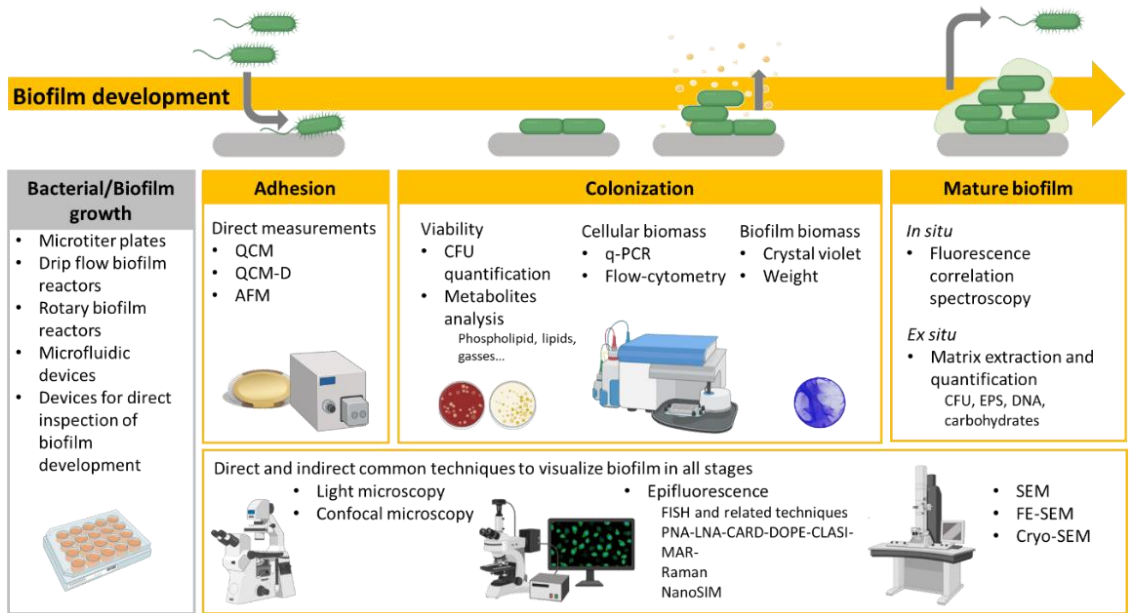 Biofilm development
Bacterial/Biofilm
growth
• Microtiter plates
• Drip flow biofilm
reactors
• Rotary biofilm
reactors
• Microfluidic
devices
• Devices for direct
inspection of
biofilm
development
Adhesion
Direct measurements
• QCM
• QCM-D
• AFM
Colonization
Viability
• CFU
quantification
• Metabolites
analysis
Phospholipid, lipids,
gasses...
Cellular biomass
• q-PCR
• Flow-cytometry
Biofilm biomass
• Crystal violet
• Weight
Mature biofilm
In situ
• Fluorescence
correlation
spectroscopy
Ex situ
• Matrix extraction and
quantification
CFU, EPS, DNA,
carbohydrates
Direct and indirect common techniques to visualize biofilm in all stages
• Light microscopy
• Confocal microscopy
• Epifluorescence
FISH and related techniques
PNA-LNA-CARD-DOPE-CLASI-
MAR-
Raman
NanoSIM
• SEM
• FE-SEM
• Cryo-SEM